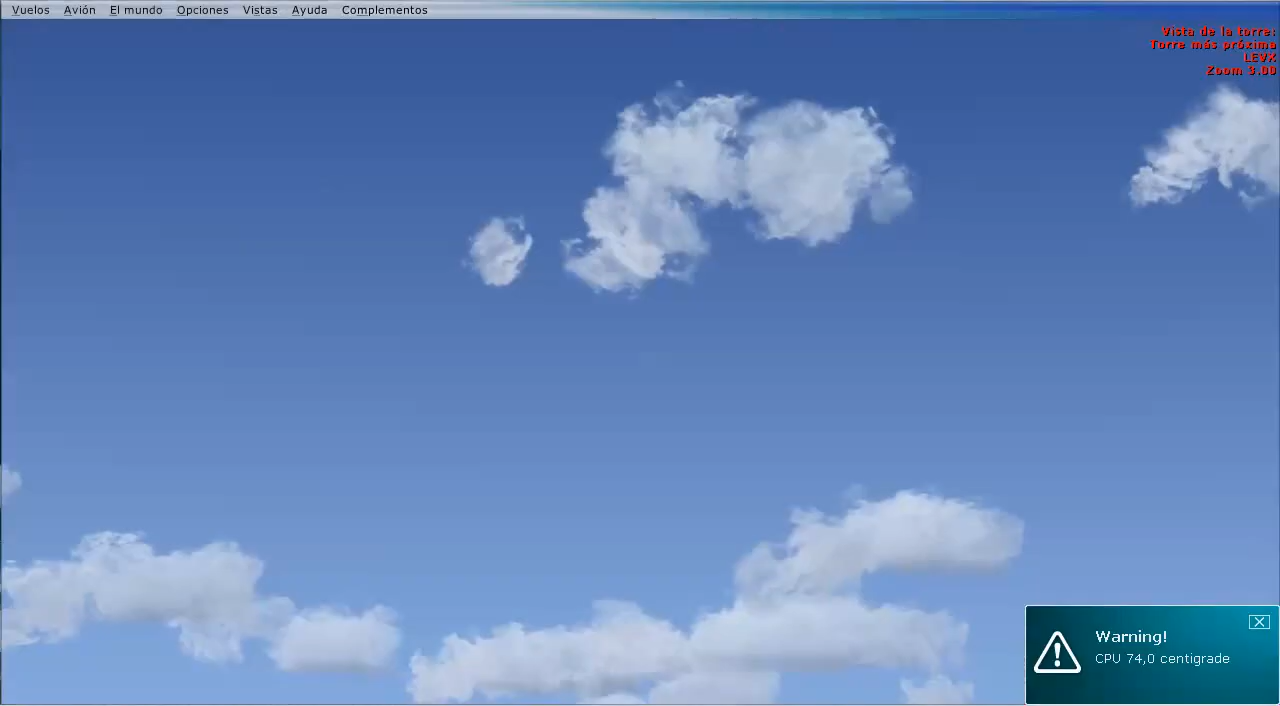 Vuelos Avión El mundo Opciones Vistas Ayuda Complementos
Vista de la torre:
Torre más próxima
LEVX
Zoom 3.00
Warning!
CPU 74,0 centigrade